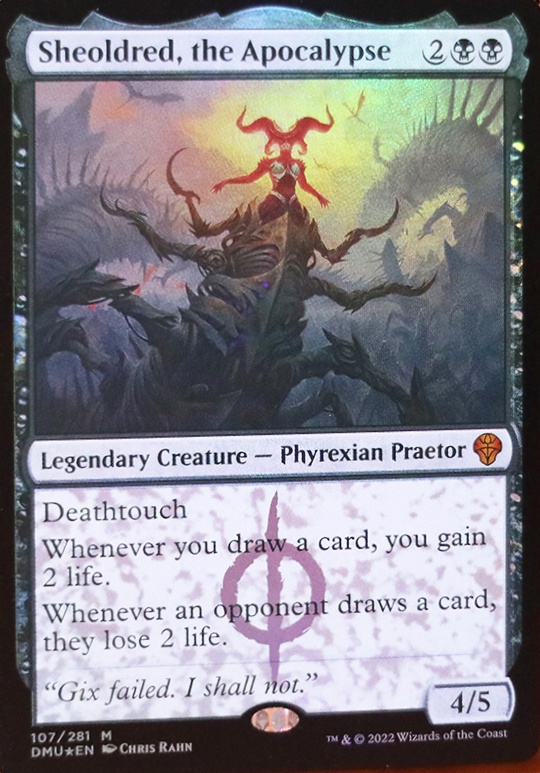 Sheoldred, the Apocalypse 2
Legendary Creature — Phyrexian Praetor
Deathtouch
Whenever you draw a card, you gain
2 life.
Whenever an opponent draws a card,
they lose 2 life.
“Gix failed. I shall not.”
4/5
107/281 M
DMU★EN Chris Rahn
™ & © 2022 Wizards of the Coast